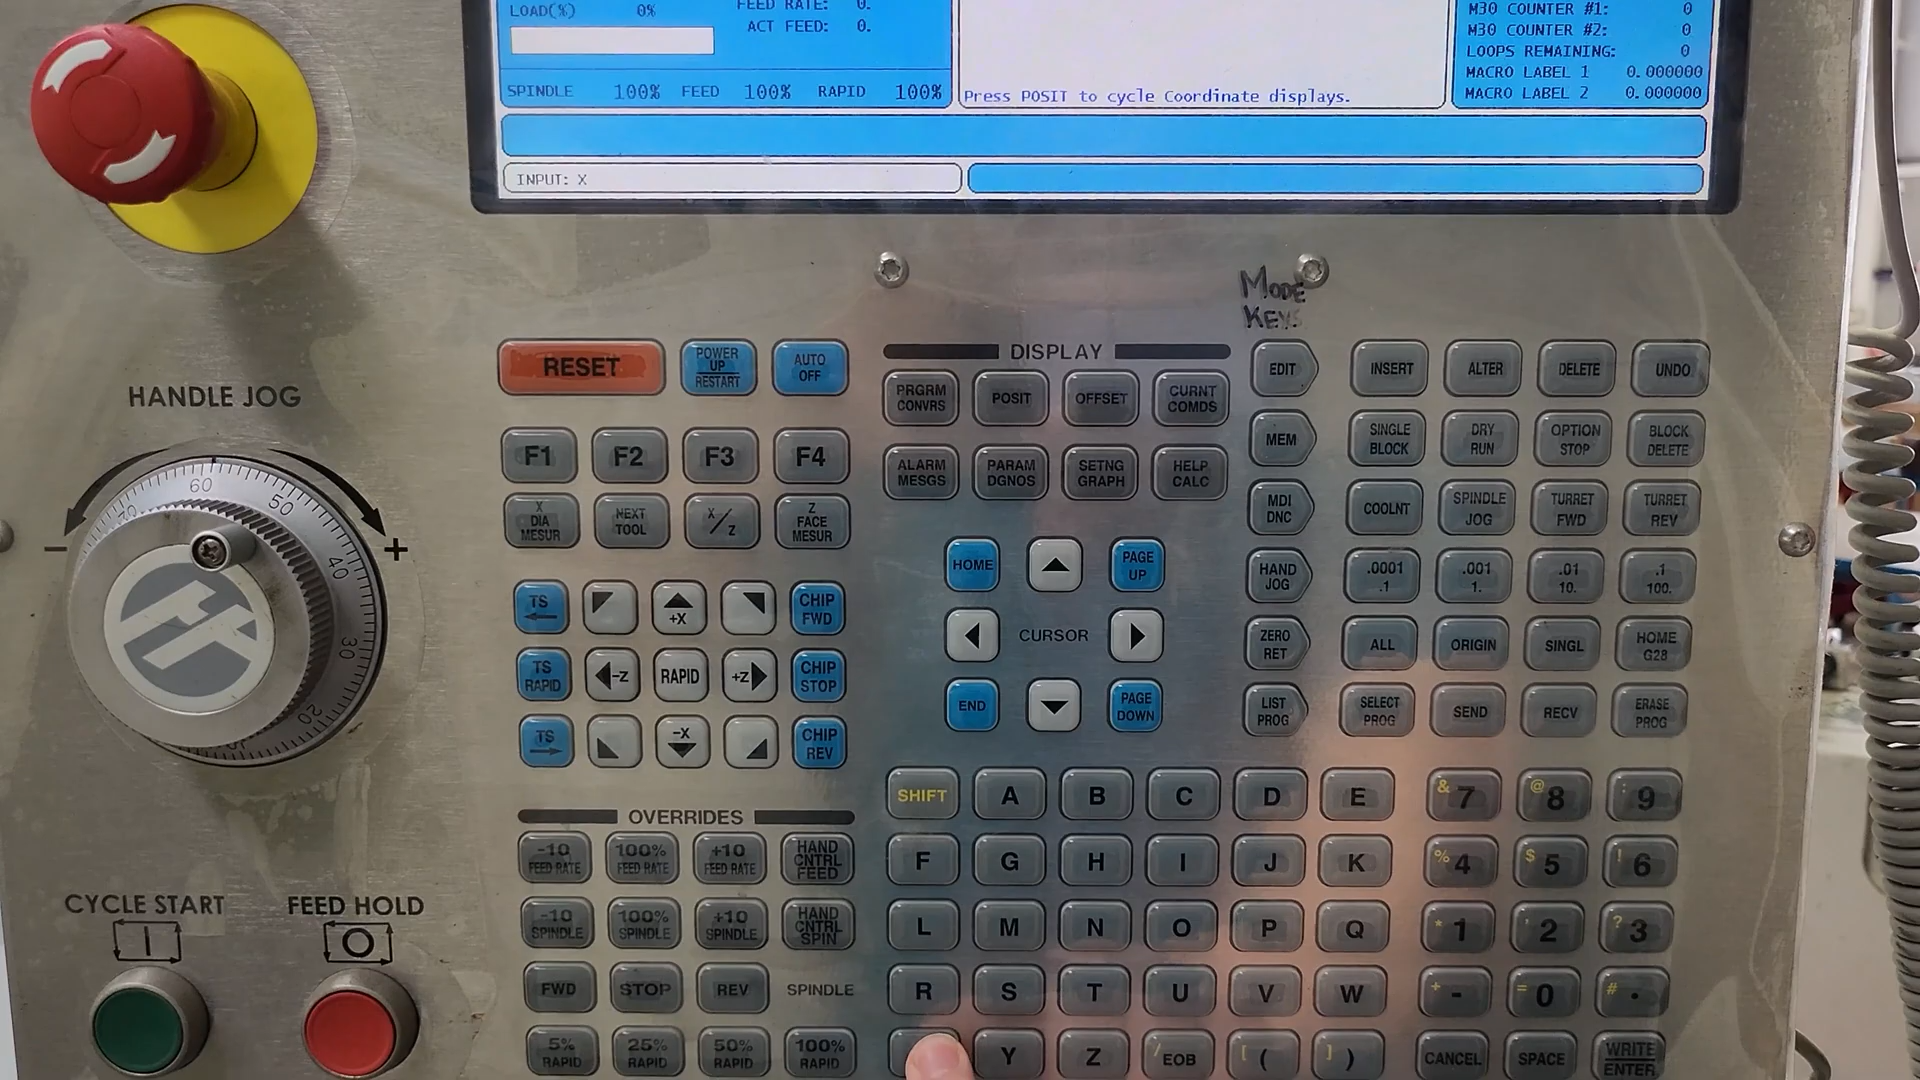 LOAD(%) 0% FEED RATE: 0.
ACT FEED: 0.
SPINDLE 100% FEED 100% RAPID 100%
Press POSIT to cycle Coordinate displays.
M30 COUNTER #1: 0
M30 COUNTER #2: 0
LOOPS REMAINING: 0
MACRO LABEL 1 0.000000
MACRO LABEL 2 0.000000
INPUT: X
MODE
KEYS
HANDLE JOG
- +
60 50 40 30 20
CYCLE START
FEED HOLD
RESET
POWER
UP
RESTART
AUTO
OFF
F1 F2 F3 F4
X
DIA
MESUR
NEXT
TOOL
X/Z
Z
FACE
MESUR
TS
+X
CHIP
FWD
TS
RAPID
-Z
RAPID
+Z
CHIP
STOP
TS
-X
CHIP
REV
OVERRIDES
-10
FEED RATE
100%
FEED RATE
+10
FEED RATE
HAND
CNTRL
FEED
-10
SPINDLE
100%
SPINDLE
+10
SPINDLE
HAND
CNTRL
SPIN
FWD STOP REV SPINDLE
5%
RAPID
25%
RAPID
50%
RAPID
100%
RAPID
DISPLAY
PRGRM
CONVRS
POSIT
OFFSET
CURNT
COMDS
ALARM
MESGS
PARAM
DGNOS
SETNG
GRAPH
HELP
CALC
HOME
PAGE
UP
CURSOR
END
PAGE
DOWN
EDIT INSERT ALTER DELETE UNDO
MEM
SINGLE
BLOCK
DRY
RUN
OPTION
STOP
BLOCK
DELETE
MDI
DNC
COOLNT
SPINDLE
JOG
TURRET
FWD
TURRET
REV
HAND
JOG
.0001
.1
.001
1.
.01
10.
.1
100.
ZERO
RET
ALL
ORIGIN
SINGL
HOME
G28
LIST
PROG
SELECT
PROG
SEND
RECV
ERASE
PROG
SHIFT A B C D E & 7 @ 8 : 9
F G H I J K % 4 $ 5 ! 6
L M N O P Q * 1 ' 2 ? 3
R S T U V W + - = 0 # .
Y Z / EOB [ ( ] ) CANCEL SPACE
WRITE
ENTER